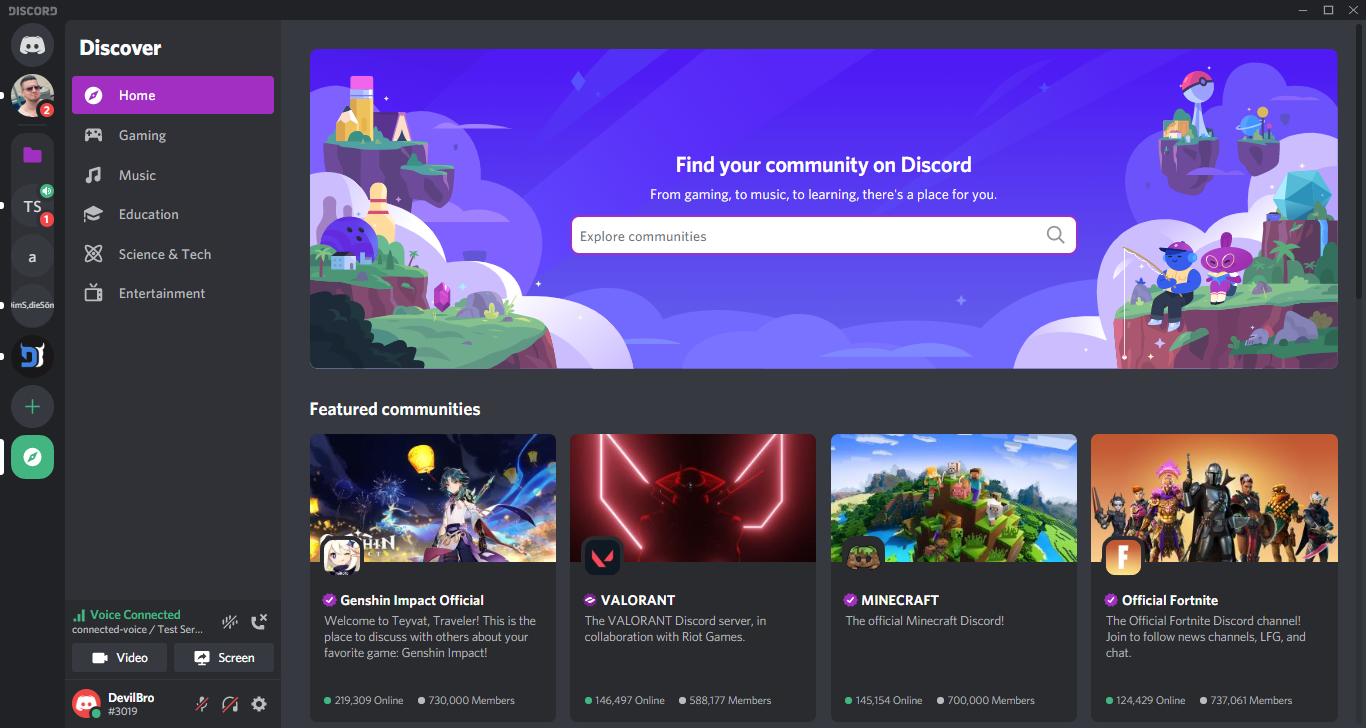 DISCORD
2
TS
1
a
DimS,dieSön
Discover
Home
Gaming
Music
Education
Science & Tech
Entertainment
Voice Connected
connected-voice / Test Ser...
Video
Screen
DevilBro
#3019
Find your community on Discord
From gaming, to music, to learning, there's a place for you.
Explore communities
Featured communities
Genshin Impact Official
Welcome to Teyvat, Traveler! This is the
place to discuss with others about your
favorite game: Genshin Impact!
219,309 Online
730,000 Members
VALORANT
The VALORANT Discord server, in
collaboration with Riot Games.
146,497 Online
588,177 Members
MINECRAFT
The official Minecraft Discord!
145,154 Online
700,000 Members
F
Official Fortnite
The Official Fortnite Discord channel!
Join to follow news channels, LFG, and
chat.
124,429 Online
737,061 Members